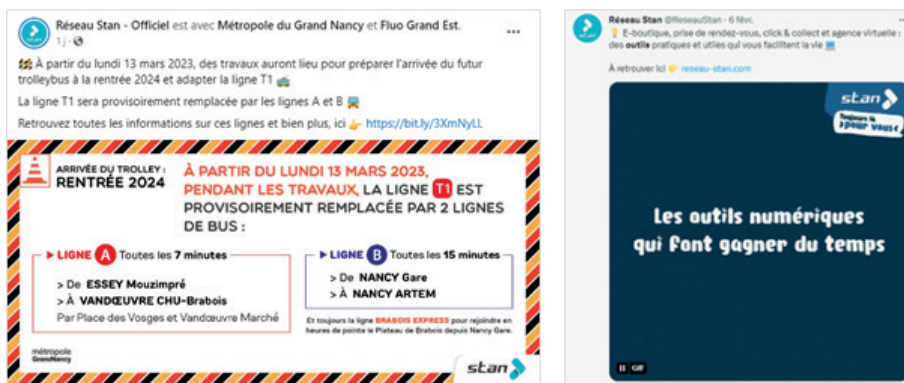 Réseau Stan - Officiel est avec Métropole du Grand Nancy et Fluo Grand Est.
1 j
À partir du lundi 13 mars 2023, des travaux auront lieu pour préparer l'arrivée du futur
trolleybus à la rentrée 2024 et adapter la ligne T1
La ligne T1 sera provisoirement remplacée par les lignes A et B
Retrouvez toutes les informations sur ces lignes et bien plus, ici 👉 https://bit.ly/3XmNyLL
ARRIVÉE DU TROLLEY :
RENTRÉE 2024
À PARTIR DU LUNDI 13 MARS 2023,
PENDANT LES TRAVAUX, LA LIGNE T1 EST
PROVISOIREMENT REMPLACÉE PAR 2 LIGNES
DE BUS :
LIGNE A Toutes les 7 minutes
> De ESSEY Mouzimpré
> À VANDŒUVRE CHU-Brabois
Par Place des Vosges et Vandœuvre Marché
LIGNE B Toutes les 15 minutes
> De NANCY Gare
> À NANCY ARTEM
Et toujours la ligne BRABOIS EXPRESS pour rejoindre en
heures de pointe le Plateau de Brabois depuis Nancy Gare.
métropole
GrandNancy
stan
Réseau Stan @ReseauStan · 6 févr.
E-boutique, prise de rendez-vous, click & collect et agence virtuelle :
des outils pratiques et utiles qui vous facilitent la vie
À retrouver ici 👉 reseau-stan.com
stan
Toujours là
pour vous
Les outils numériques
qui font gagner du temps
GIF